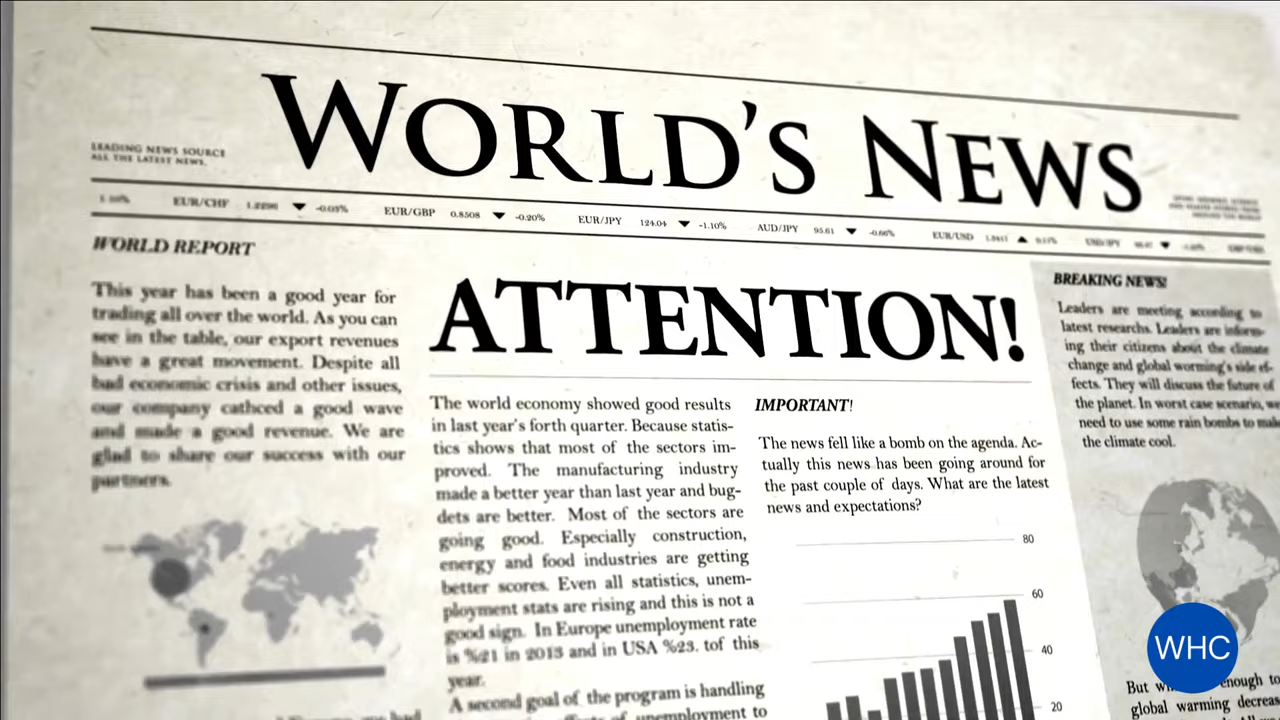 WORLD'S NEWS
LEADING NEWS SOURCE
ALL THE LATEST NEWS.
EUR/CHF 1.2296 ▼ -0.05% EUR/GBP 0.8508 ▼ -0.20% EUR/JPY 124.04 ▼ -1.10% AUD/JPY 95.61 ▼ -0.66% EUR/USD ▲ USD/JPY ▼
WORLD REPORT
This year has been a good year for
trading all over the world. As you can
see in the table, our export revenues
have a great movement. Despite all
bad economic crisis and other issues,
our company cathced a good wave
and made a good revenue. We are
glad to share our success with our
partners.
ATTENTION!
The world economy showed good results
in last year's forth quarter. Because statis-
tics shows that most of the sectors im-
proved. The manufacturing industry
made a better year than last year and bug-
dets are better. Most of the sectors are
going good. Especially construction,
energy and food industries are getting
better scores. Even all statistics, unem-
ployment stats are rising and this is not a
good sign. In Europe unemployment rate
is %21 in 2013 and in USA %23. tof this
year.
A second goal of the program is handling
of unemployment to
IMPORTANT!
The news fell like a bomb on the agenda. Ac-
tually this news has been going around for
the past couple of days. What are the latest
news and expectations?
80
60
40
20
BREAKING NEWS!
Leaders are meeting according to
latest researchs. Leaders are inform-
ing their citizens about the climate
change and global worming's side ef-
fects. They will discuss the future of
the planet. In worst case scenario, we
need to use some rain bombs to make
the climate cool.
WHC
But enough to
global warming decreas